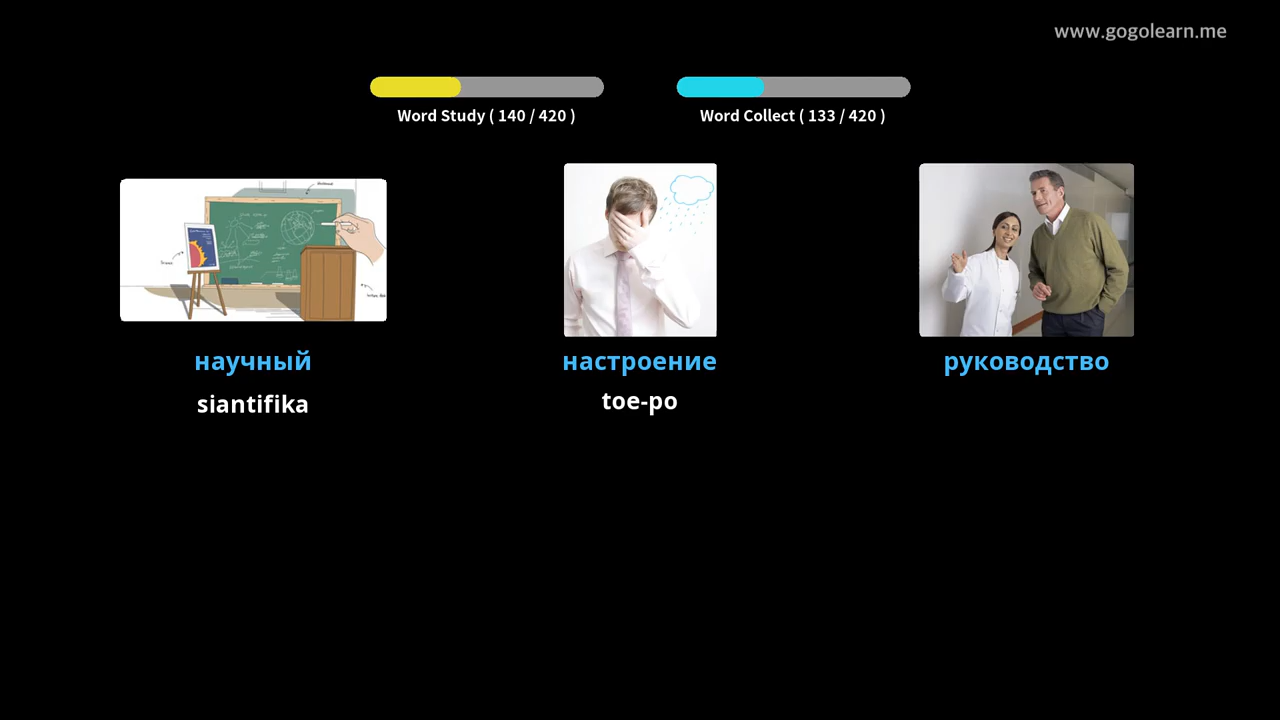 www.gogolearn.me
Word Study ( 140 / 420 )
Word Collect ( 133 / 420 )
научный
настроение
руководство
siantifika
toe-po